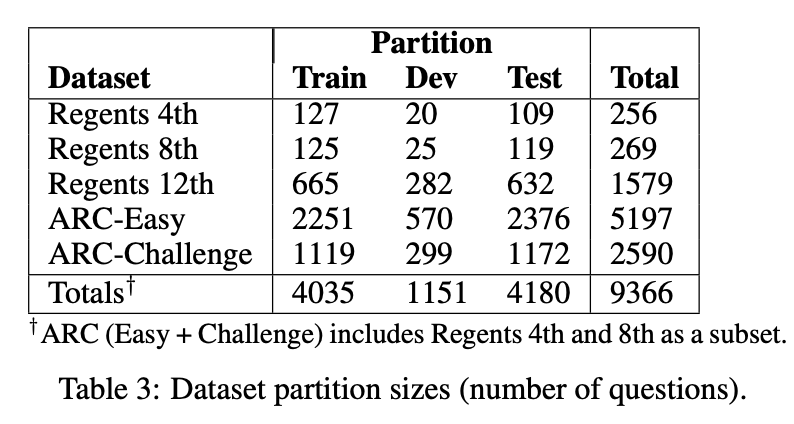 Partition
Dataset Train Dev Test Total
Regents 4th 127 20 109 256
Regents 8th 125 25 119 269
Regents 12th 665 282 632 1579
ARC-Easy 2251 570 2376 5197
ARC-Challenge 1119 299 1172 2590
Totals† 4035 1151 4180 9366
†ARC (Easy + Challenge) includes Regents 4th and 8th as a subset.
Table 3: Dataset partition sizes (number of questions).